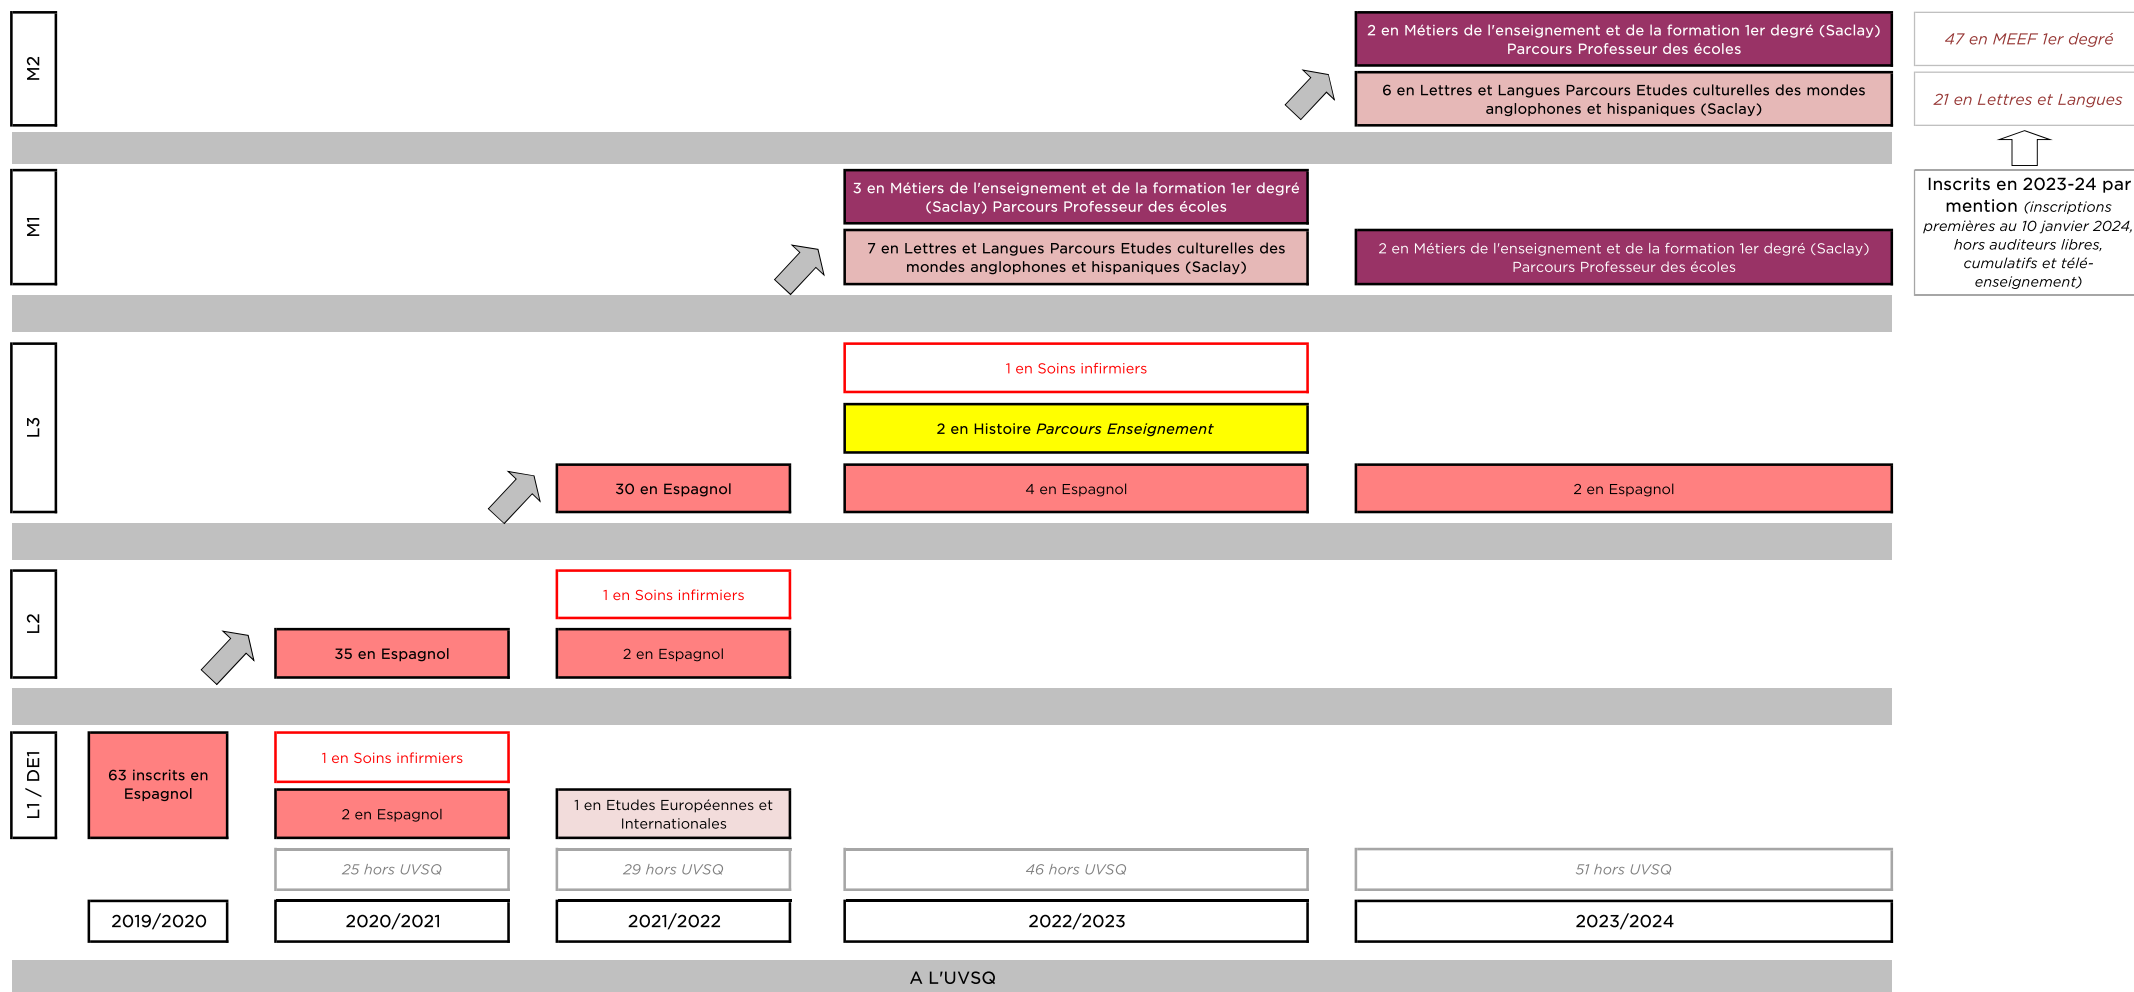 M2
2 en Métiers de l'enseignement et de la formation 1er degré (Saclay)
Parcours Professeur des écoles
47 en MEEF 1er degré
6 en Lettres et Langues Parcours Etudes culturelles des mondes
anglophones et hispaniques (Saclay)
21 en Lettres et Langues
M1
3 en Métiers de l'enseignement et de la formation 1er degré
(Saclay) Parcours Professeur des écoles
7 en Lettres et Langues Parcours Etudes culturelles des
mondes anglophones et hispaniques (Saclay)
2 en Métiers de l'enseignement et de la formation 1er degré (Saclay)
Parcours Professeur des écoles
Inscrits en 2023-24 par
mention (inscriptions
premières au 10 janvier 2024,
hors auditeurs libres,
cumulatifs et télé-
enseignement)
L3
1 en Soins infirmiers
2 en Histoire Parcours Enseignement
30 en Espagnol
4 en Espagnol
2 en Espagnol
L2
1 en Soins infirmiers
35 en Espagnol
2 en Espagnol
L1 / DE1
63 inscrits en
Espagnol
1 en Soins infirmiers
2 en Espagnol
1 en Etudes Européennes et
Internationales
25 hors UVSQ
29 hors UVSQ
46 hors UVSQ
51 hors UVSQ
2019/2020
2020/2021
2021/2022
2022/2023
2023/2024
A L'UVSQ